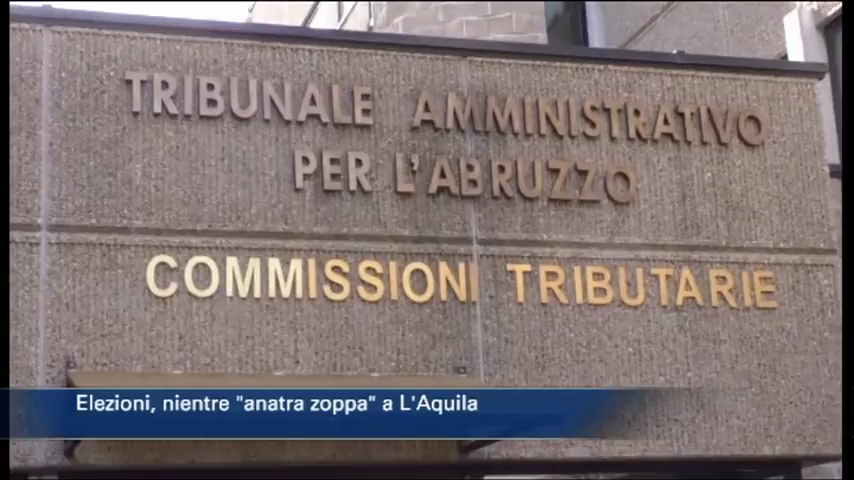 TRIBUNALE AMMINISTRATIVO
PER L'ABRUZZO
COMMISSIONI TRIBUTARIE
Elezioni, nientre "anatra zoppa" a L'Aquila